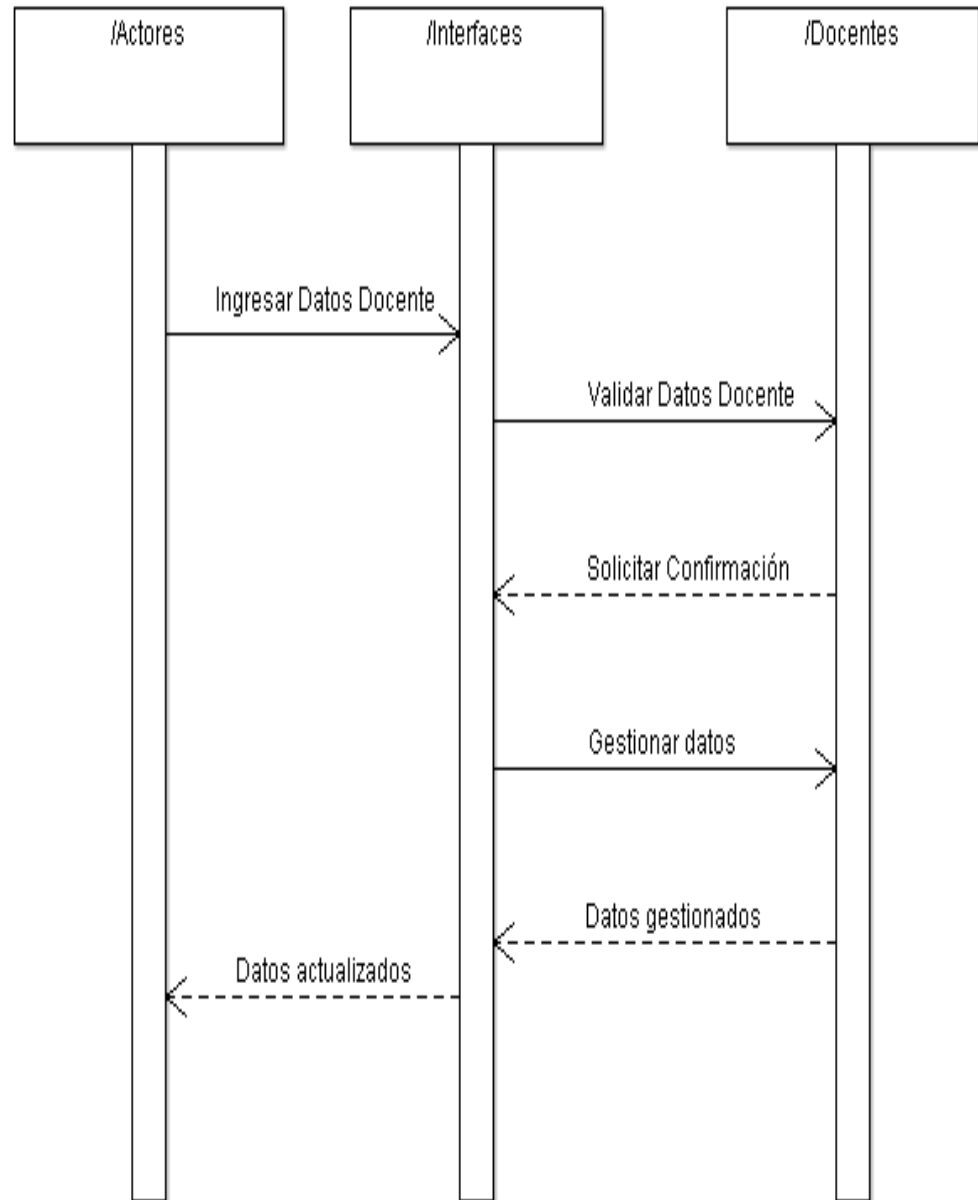 /Actores
/Interfaces
/Docentes
Ingresar Datos Docente
Validar Datos Docente
Solicitar Confirmación
Gestionar datos
Datos gestionados
Datos actualizados